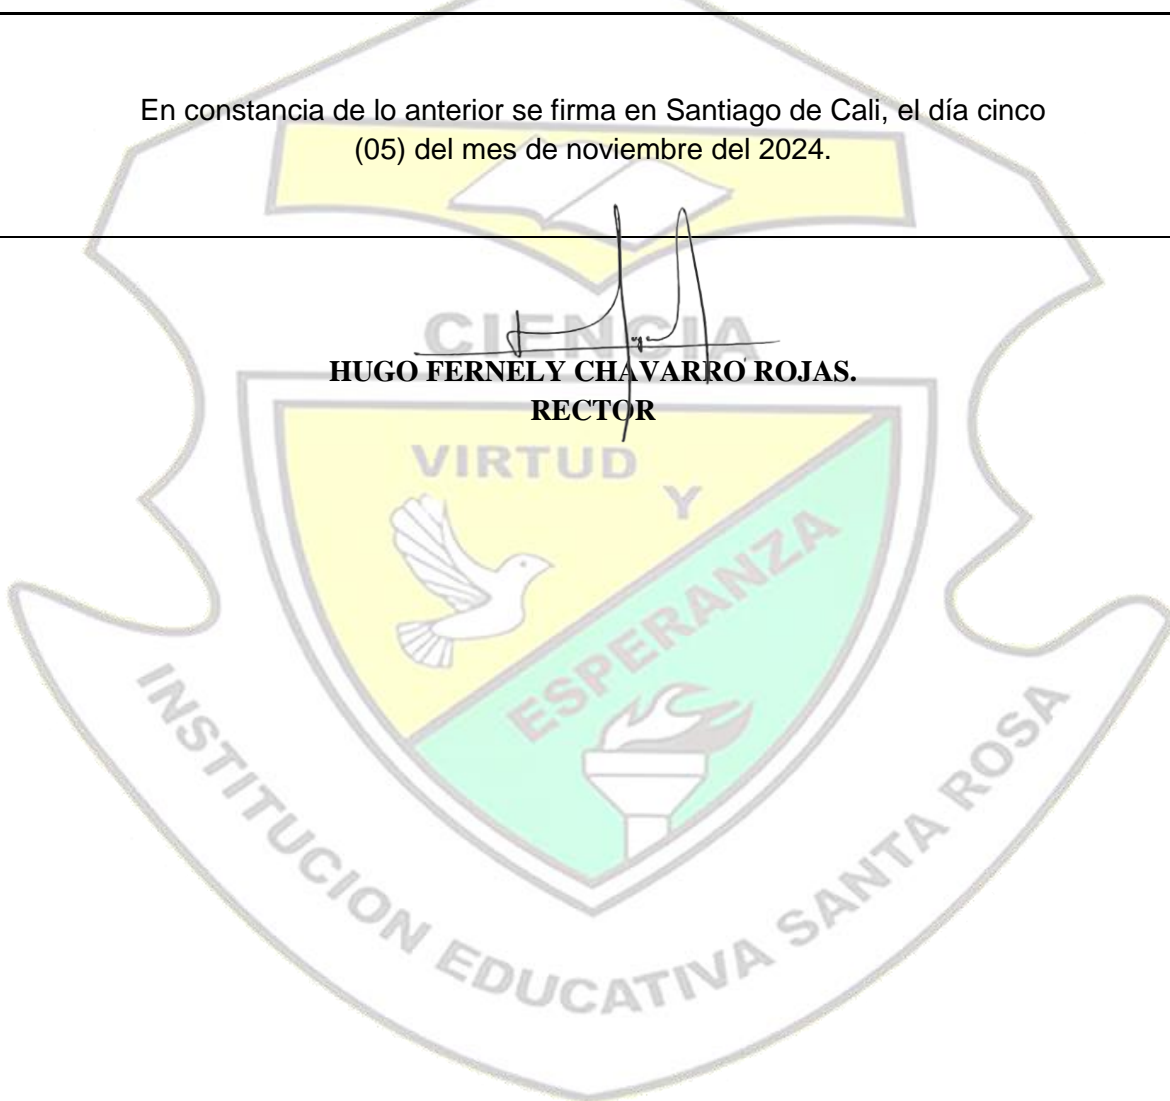 En constancia de lo anterior se firma en Santiago de Cali, el día cinco
(05) del mes de noviembre del 2024.
CIENCIA
HUGO FERNELY CHAVARRO ROJAS.
RECTOR
VIRTUD
Y
ESPERANZA
INSTITUCION EDUCATIVA SANTA ROSA